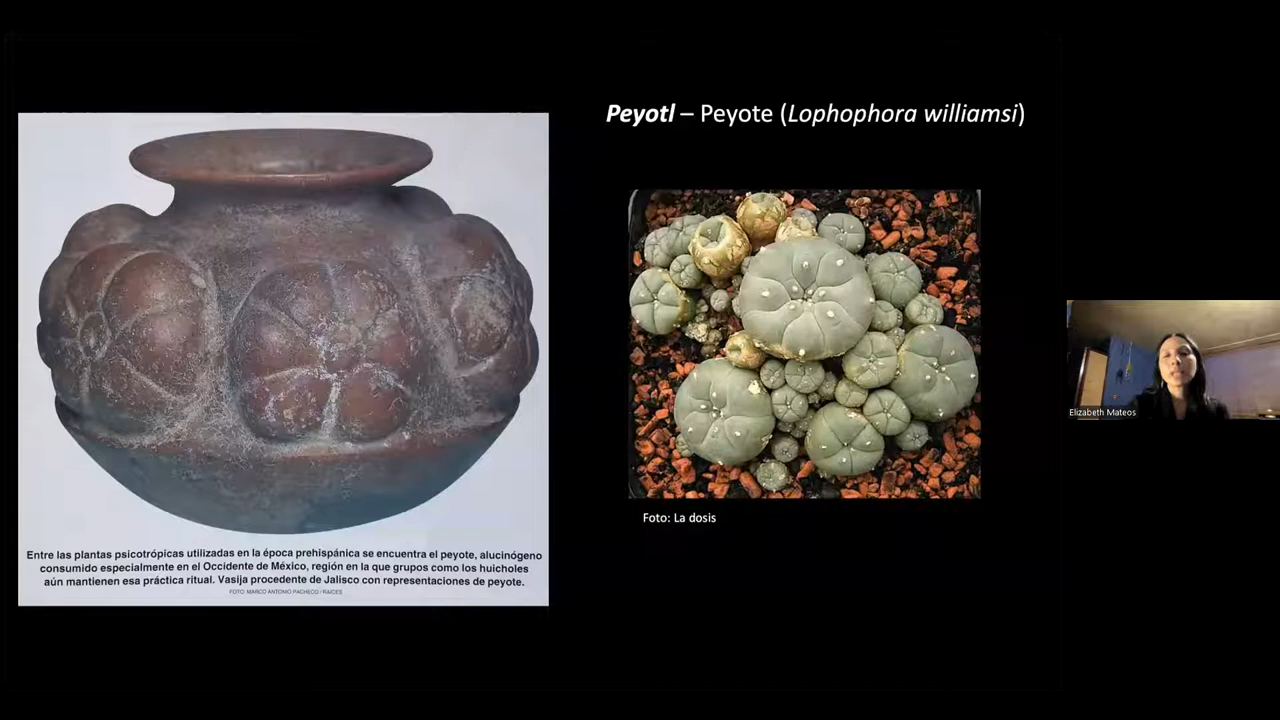 Peyotl – Peyote (Lophophora williamsi)
Entre las plantas psicotrópicas utilizadas en la época prehispánica se encuentra el peyote, alucinógeno
consumido especialmente en el Occidente de México, región en la que grupos como los huicholes
aún mantienen esa práctica ritual. Vasija procedente de Jalisco con representaciones de peyote.
FOTO: MARCO ANTONIO PACHECO / RAÍCES
Foto: La dosis
Elizabeth Mateos